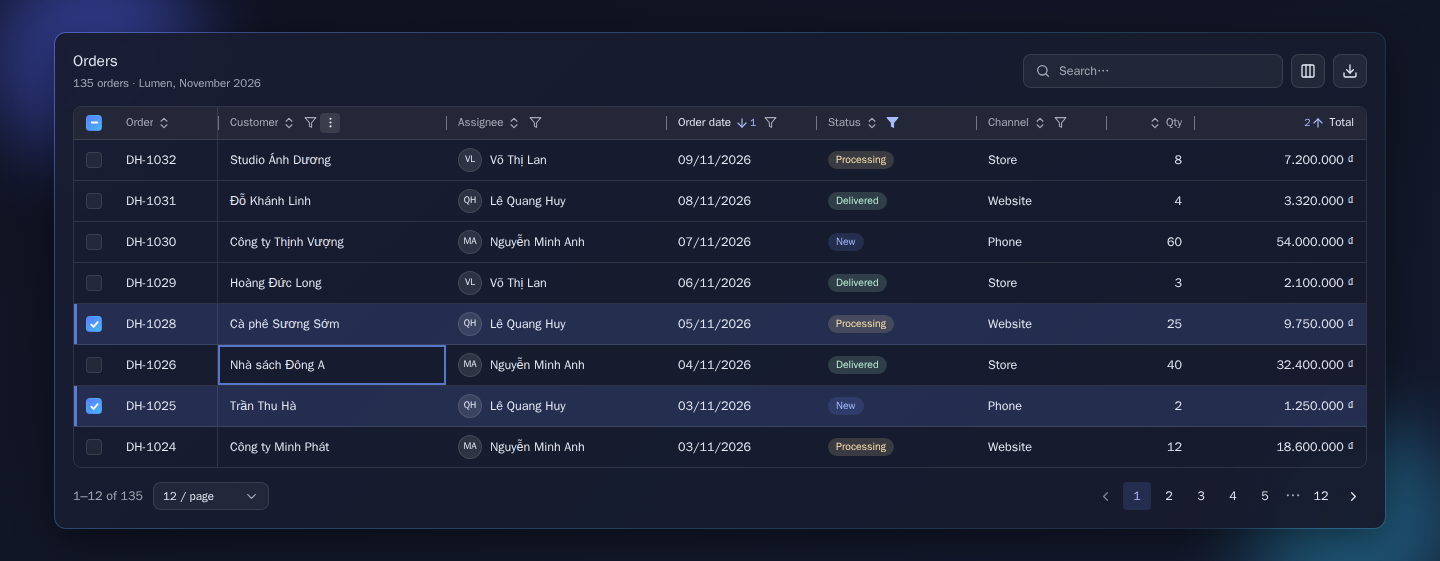 Orders
135 orders · Lumen, November 2026
Search···
Order Customer Assignee Order date 1 Status Channel Qty 2 Total
DH-1032 Studio Ánh Dương VL Võ Thị Lan 09/11/2026 Processing Store 8 7.200.000 ₫
DH-1031 Đỗ Khánh Linh QH Lê Quang Huy 08/11/2026 Delivered Website 4 3.320.000 ₫
DH-1030 Công ty Thịnh Vượng MA Nguyễn Minh Anh 07/11/2026 New Phone 60 54.000.000 ₫
DH-1029 Hoàng Đức Long VL Võ Thị Lan 06/11/2026 Delivered Store 3 2.100.000 ₫
DH-1028 Cà phê Sương Sớm QH Lê Quang Huy 05/11/2026 Processing Website 25 9.750.000 ₫
DH-1026 Nhà sách Đông A MA Nguyễn Minh Anh 04/11/2026 Delivered Store 40 32.400.000 ₫
DH-1025 Trần Thu Hà QH Lê Quang Huy 03/11/2026 New Phone 2 1.250.000 ₫
DH-1024 Công ty Minh Phát MA Nguyễn Minh Anh 03/11/2026 Processing Website 12 18.600.000 ₫
1–12 of 135 12 / page 1 2 3 4 5 ··· 12